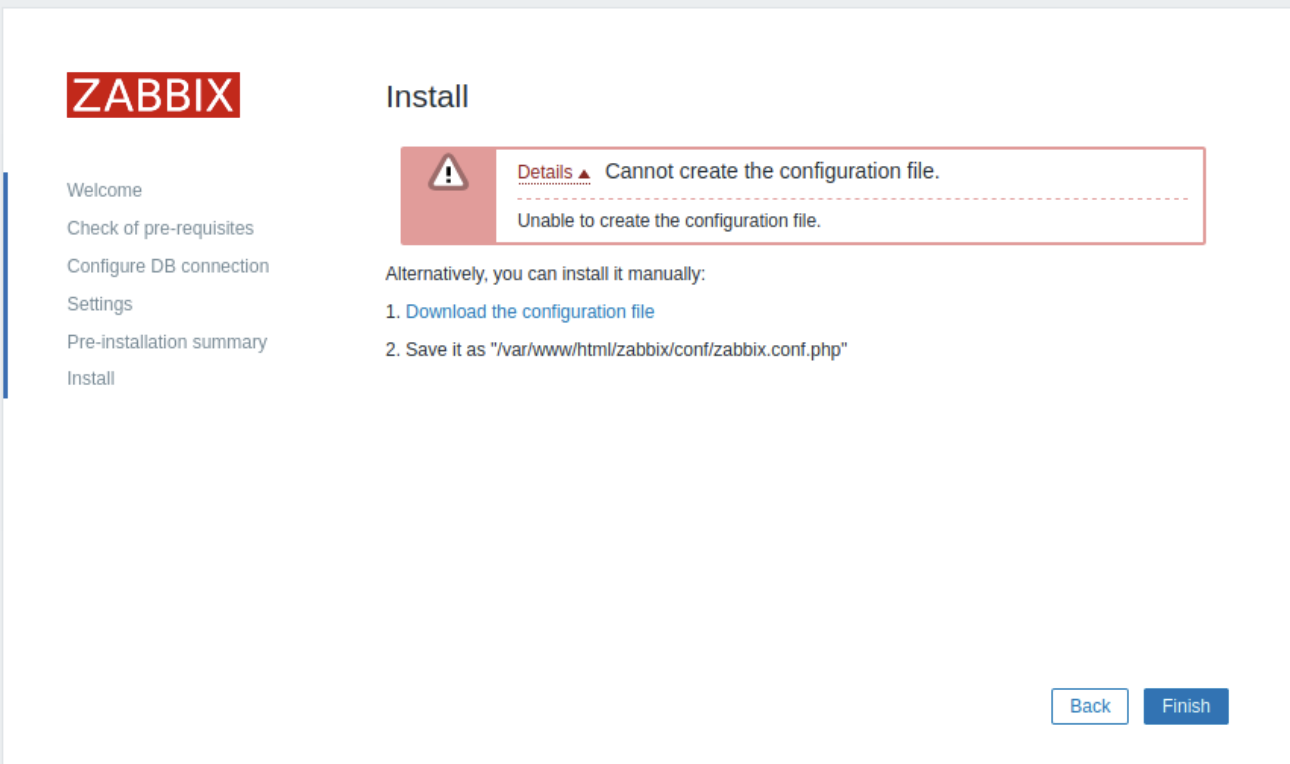 ZABBIX
Install
Details Cannot create the configuration file.
Unable to create the configuration file.
Welcome
Check of pre-requisites
Configure DB connection
Settings
Pre-installation summary
Install
Alternatively, you can install it manually:
1. Download the configuration file
2. Save it as "/var/www/html/zabbix/conf/zabbix.conf.php"
Back
Finish